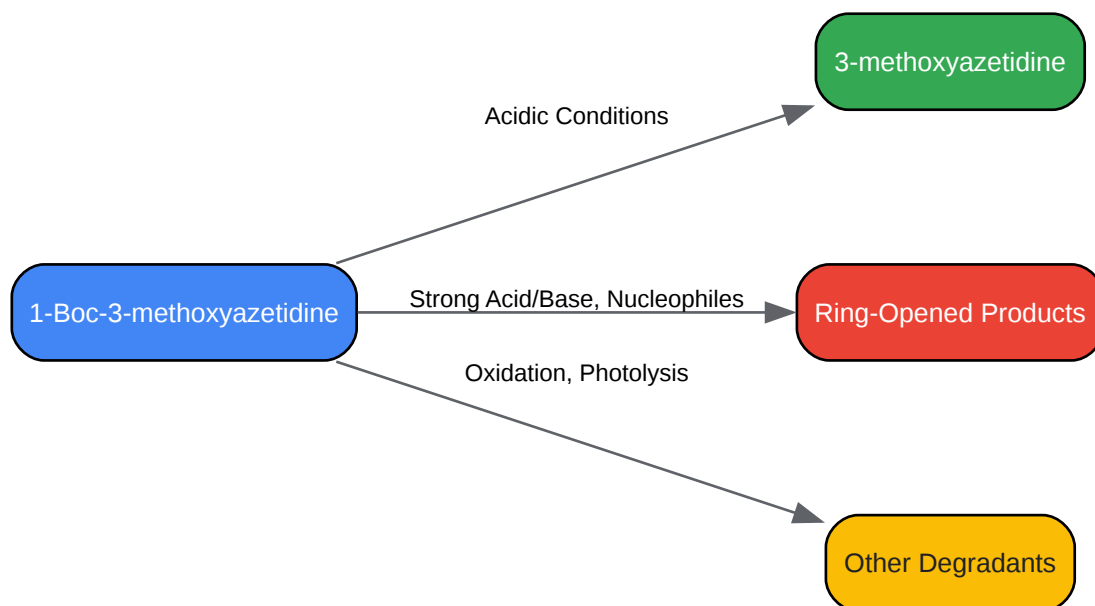 3-methoxyazetidine
Acidic Conditions
1-Boc-3-methoxyazetidine
Strong Acid/Base, Nucleophiles
Ring-Opened Products
Oxidation, Photolysis
Other Degradants